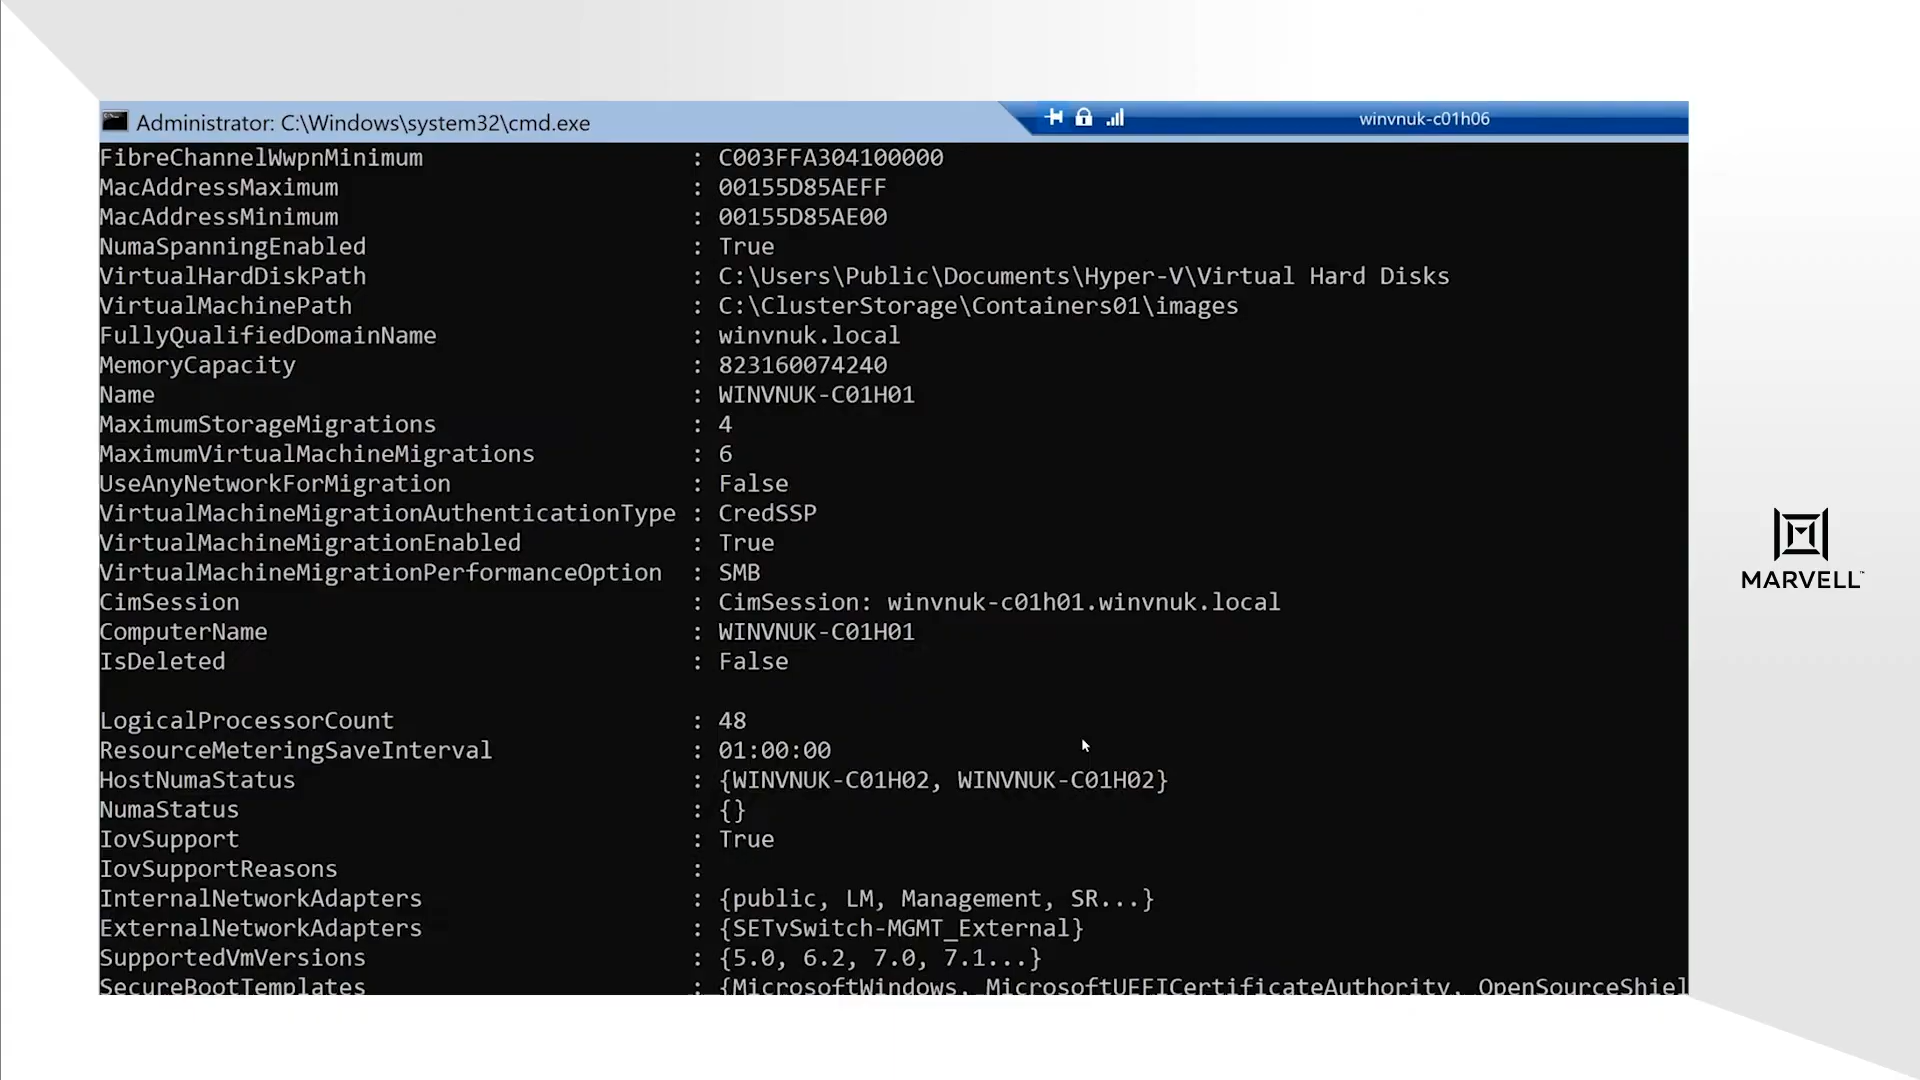 Administrator: C:\Windows\system32\cmd.exe
winvnuk-c01h06
FibreChannelWwpnMinimum : C003FFA304100000
MacAddressMaximum : 00155D85AEFF
MacAddressMinimum : 00155D85AE00
NumaSpanningEnabled : True
VirtualHardDiskPath : C:\Users\Public\Documents\Hyper-V\Virtual Hard Disks
VirtualMachinePath : C:\ClusterStorage\Containers01\images
FullyQualifiedDomainName : winvnuk.local
MemoryCapacity : 823160074240
Name : WINVNUK-C01H01
MaximumStorageMigrations : 4
MaximumVirtualMachineMigrations : 6
UseAnyNetworkForMigration : False
VirtualMachineMigrationAuthenticationType : CredSSP
VirtualMachineMigrationEnabled : True
VirtualMachineMigrationPerformanceOption : SMB
CimSession : CimSession: winvnuk-c01h01.winvnuk.local
ComputerName : WINVNUK-C01H01
IsDeleted : False
LogicalProcessorCount : 48
ResourceMeteringSaveInterval : 01:00:00
HostNumaStatus : {WINVNUK-C01H02, WINVNUK-C01H02}
NumaStatus : {}
IovSupport : True
IovSupportReasons :
InternalNetworkAdapters : {public, LM, Management, SR...}
ExternalNetworkAdapters : {SETvSwitch-MGMT_External}
SupportedVmVersions : {5.0, 6.2, 7.0, 7.1...}
SecureBootTemplates : {MicrosoftWindows, MicrosoftUEFICertificateAuthority, OpenSourceShiel
MARVELL™